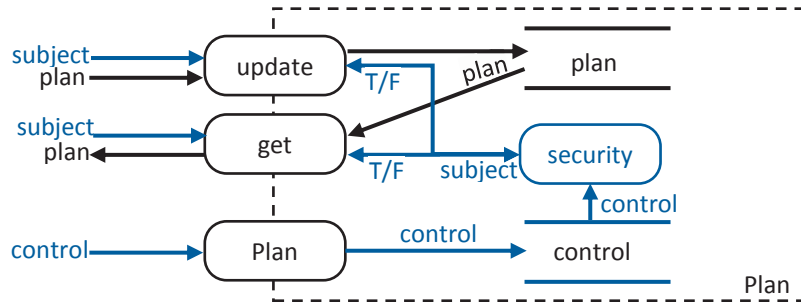 subject
plan
update
T/F
plan
plan
subject
plan
get
T/F
subject
security
control
control
Plan
control
control
Plan